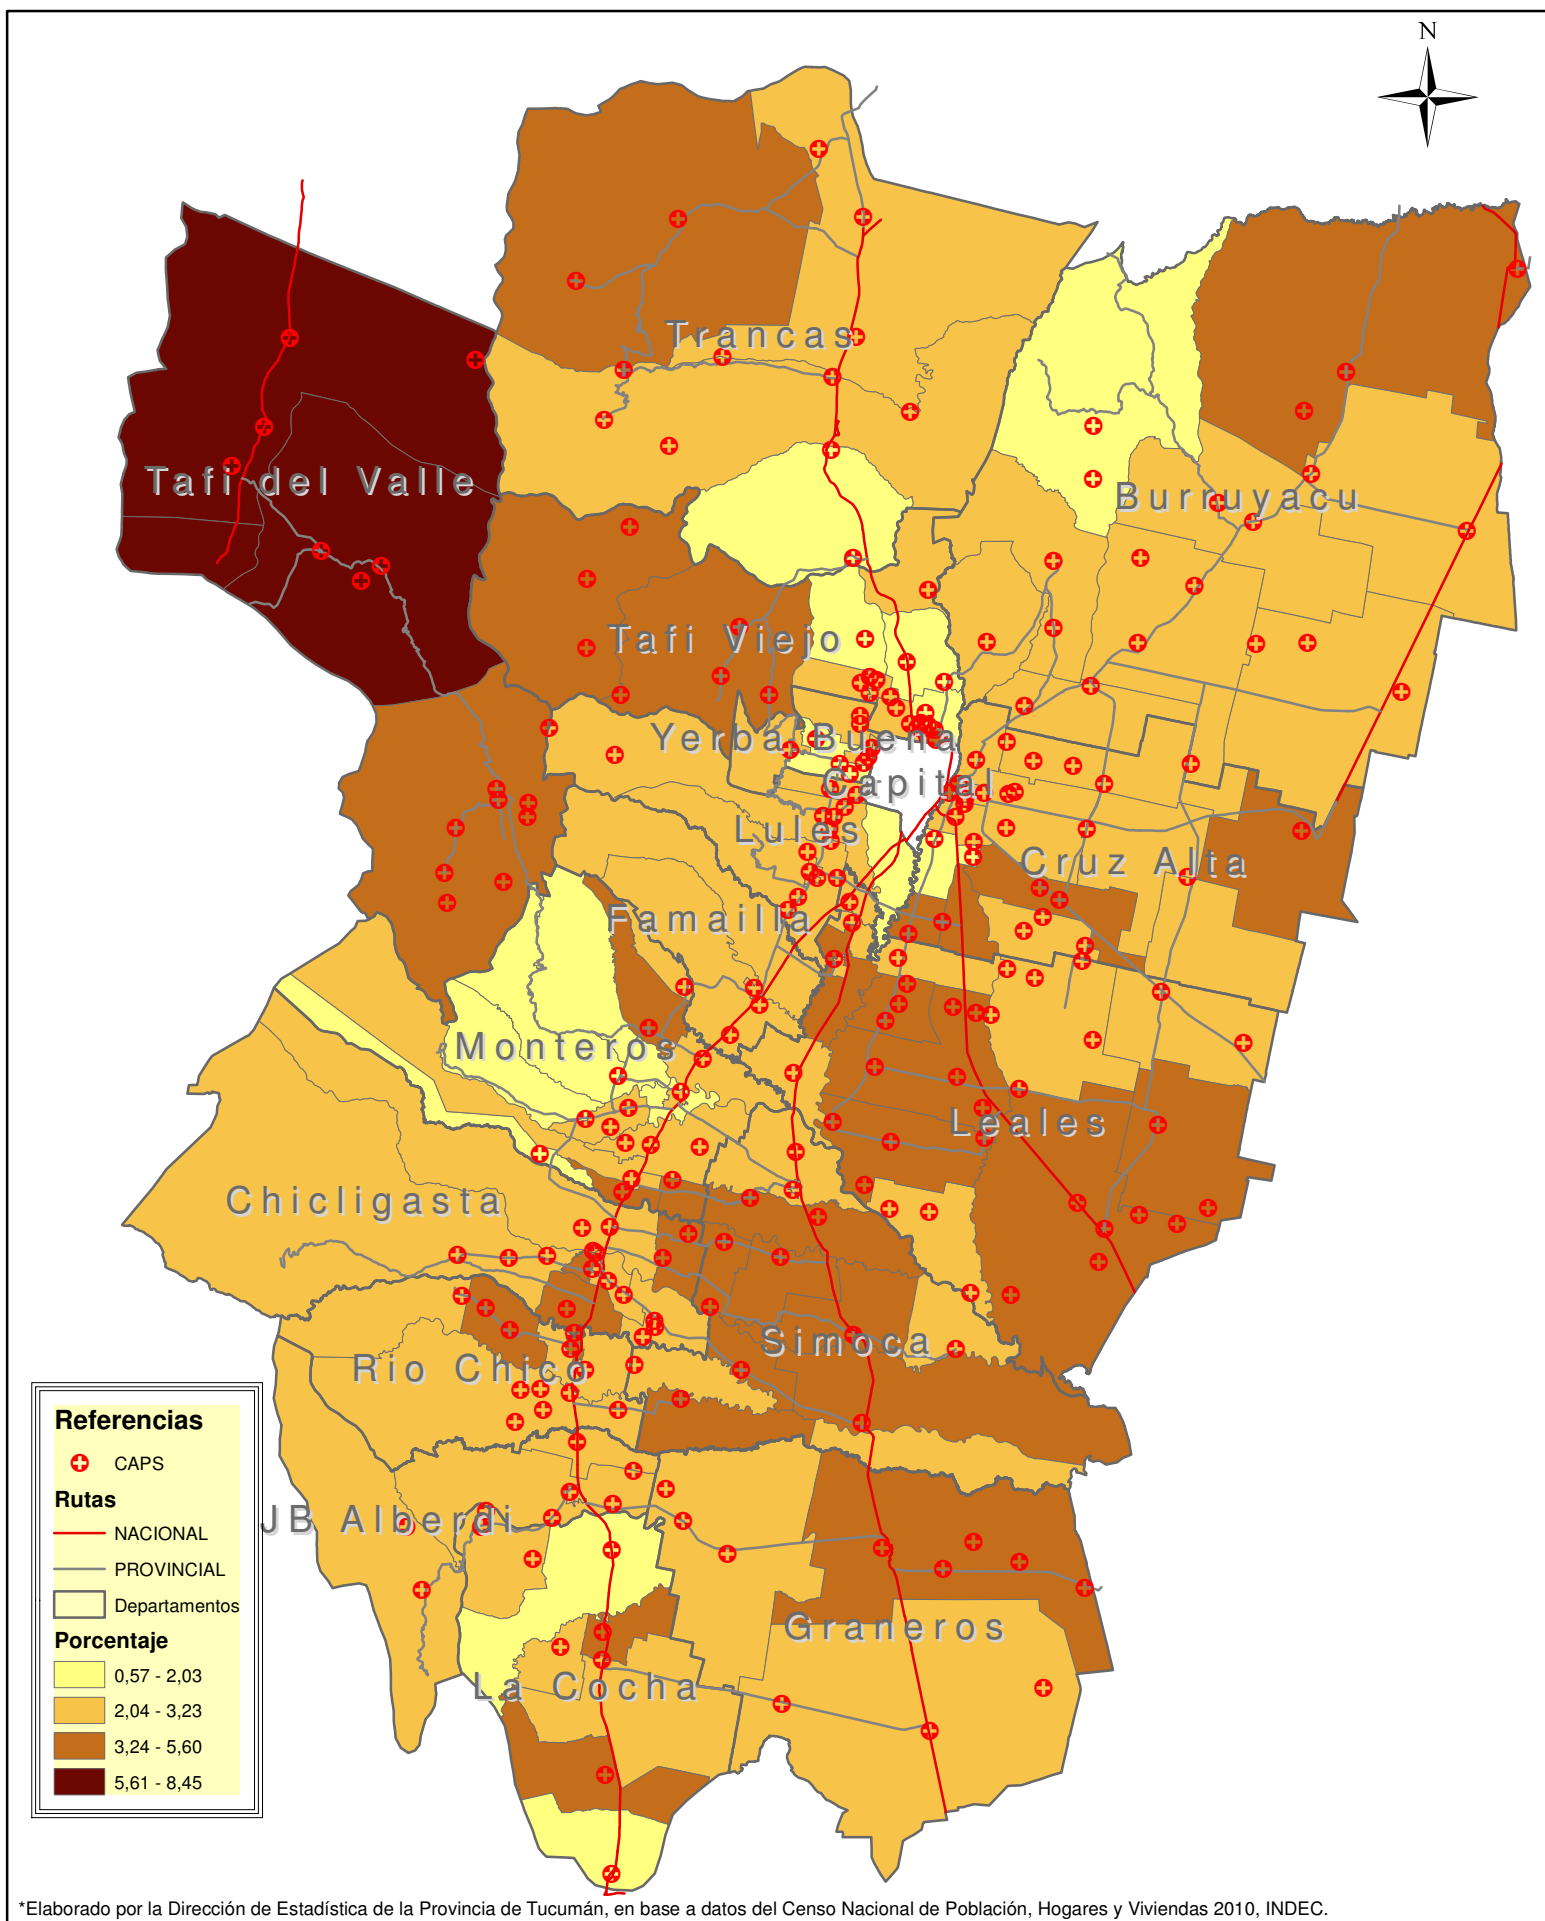 N
Trancas
Tafi del Valle
Burruyacu
Tafi Viejo
Yerba Buena
Capital
Lules
Cruz Alta
Famailla
Monteros
Leales
Chicligasta
Simoca
Rio Chico
JB Alberdi
Graneros
La Cocha
Referencias
CAPS
Rutas
NACIONAL
PROVINCIAL
Departamentos
Porcentaje
0,57 - 2,03
2,04 - 3,23
3,24 - 5,60
5,61 - 8,45
*Elaborado por la Dirección de Estadística de la Provincia de Tucumán, en base a datos del Censo Nacional de Población, Hogares y Viviendas 2010, INDEC.